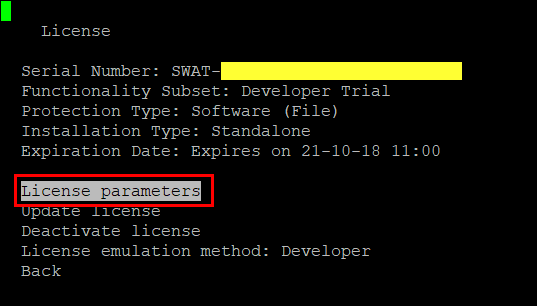 License
Serial Number: SWAT-
Functionality Subset: Developer Trial
Protection Type: Software (File)
Installation Type: Standalone
Expiration Date: Expires on 21-10-18 11:00
License parameters
Update license
Deactivate license
License emulation method: Developer
Back